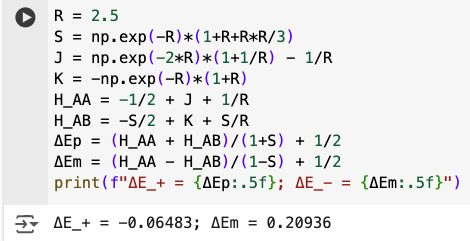 R = 2.5
S = np.exp(-R)*(1+R+R*R/3)
J = np.exp(-2*R)*(1+1/R) - 1/R
K = -np.exp(-R)*(1+R)
H_AA = -1/2 + J + 1/R
H_AB = -S/2 + K + S/R
ΔEp = (H_AA + H_AB)/(1+S) + 1/2
ΔEm = (H_AA - H_AB)/(1-S) + 1/2
print(f"ΔE_+ = {ΔEp:.5f}; ΔE_- = {ΔEm:.5f}")
ΔE_+ = -0.06483; ΔEm = 0.20936